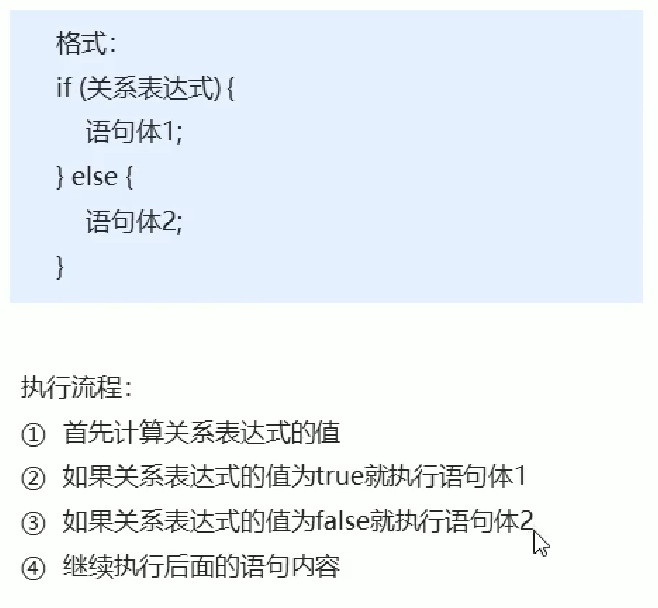 格式：
if (关系表达式) {
语句体1;
} else {
语句体2;
}
执行流程：
① 首先计算关系表达式的值
② 如果关系表达式的值为true就执行语句体1
③ 如果关系表达式的值为false就执行语句体2
④ 继续执行后面的语句内容